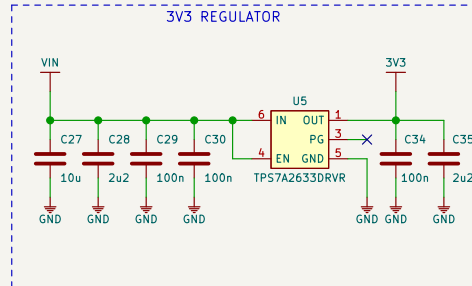 3V3 REGULATOR
VIN
3V3
U5
6 IN OUT 1
PG 3
4 EN GND 5
TPS7A2633DRVR
C27
10u
C28
2u2
C29
100n
C30
100n
C34
100n
C35
2u2
GND
GND
GND
GND
GND
GND
GND